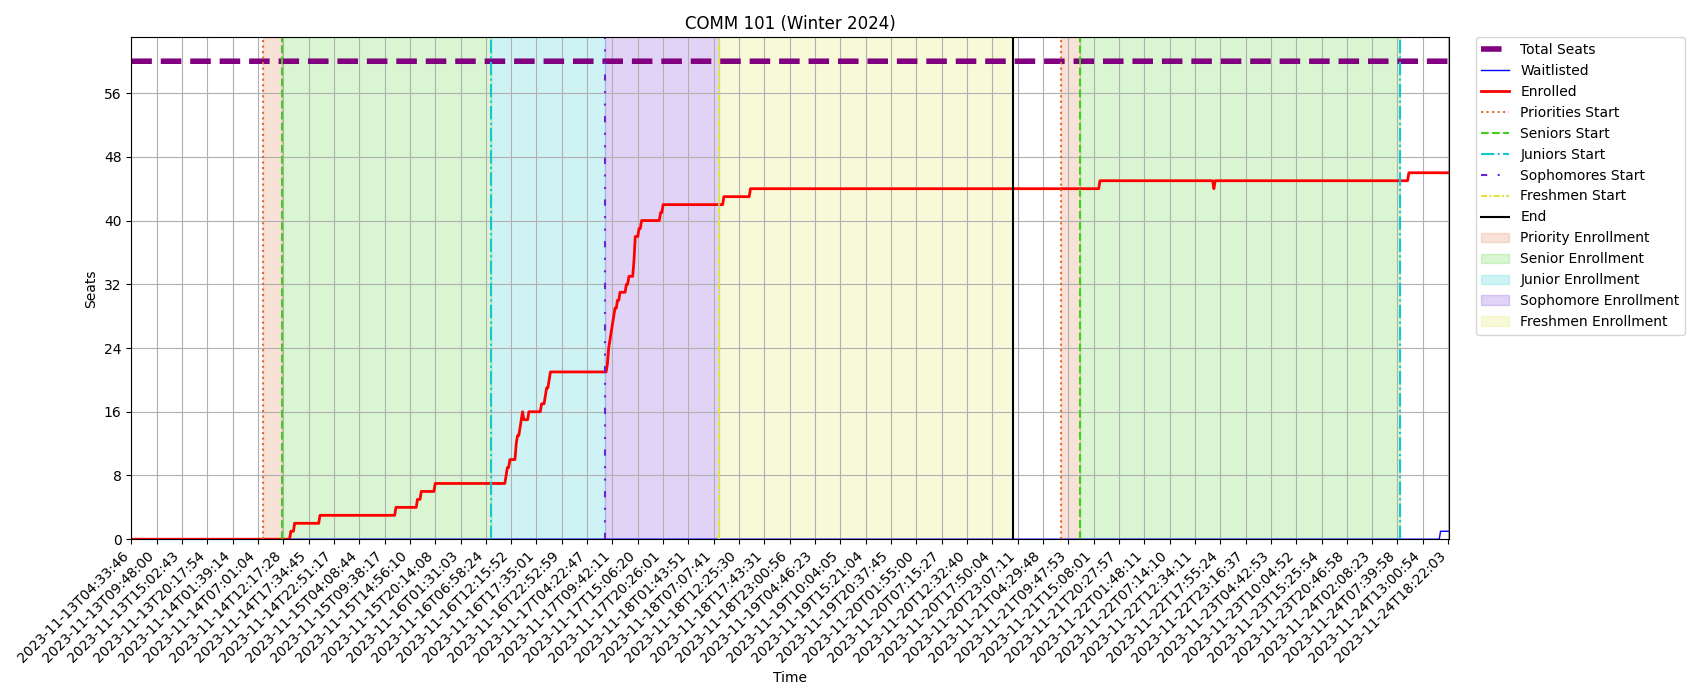 COMM 101 (Winter 2024)
Total Seats
Waitlisted
Enrolled
Priorities Start
Seniors Start
Juniors Start
Sophomores Start
Freshmen Start
End
Priority Enrollment
Senior Enrollment
Junior Enrollment
Sophomore Enrollment
Freshmen Enrollment
Seats
56
48
40
32
24
16
8
0
2023-11-13T04:33:46
2023-11-13T09:48:00
2023-11-13T15:02:43
2023-11-13T20:17:54
2023-11-14T01:39:14
2023-11-14T07:01:04
2023-11-14T12:17:28
2023-11-14T17:34:45
2023-11-14T22:51:17
2023-11-15T04:08:44
2023-11-15T09:38:17
2023-11-15T14:56:10
2023-11-15T20:14:08
2023-11-16T01:31:03
2023-11-16T06:58:24
2023-11-16T12:15:52
2023-11-16T17:35:01
2023-11-16T22:52:59
2023-11-17T04:22:47
2023-11-17T09:42:11
2023-11-17T15:06:20
2023-11-17T20:26:01
2023-11-18T01:43:51
2023-11-18T07:07:41
2023-11-18T12:25:30
2023-11-18T17:43:31
2023-11-18T23:00:56
2023-11-19T04:46:23
2023-11-19T10:04:05
2023-11-19T15:21:04
2023-11-19T20:37:45
2023-11-20T01:55:00
2023-11-20T07:15:27
2023-11-20T12:32:40
2023-11-20T17:50:04
2023-11-20T23:07:11
2023-11-21T04:29:48
2023-11-21T09:47:53
2023-11-21T15:08:01
2023-11-21T20:27:57
2023-11-22T01:48:11
2023-11-22T07:14:10
2023-11-22T12:34:11
2023-11-22T17:55:24
2023-11-22T23:16:37
2023-11-23T04:42:53
2023-11-23T10:04:52
2023-11-23T15:25:54
2023-11-23T20:46:58
2023-11-24T02:08:23
2023-11-24T07:39:58
2023-11-24T13:00:54
2023-11-24T18:22:03
Time